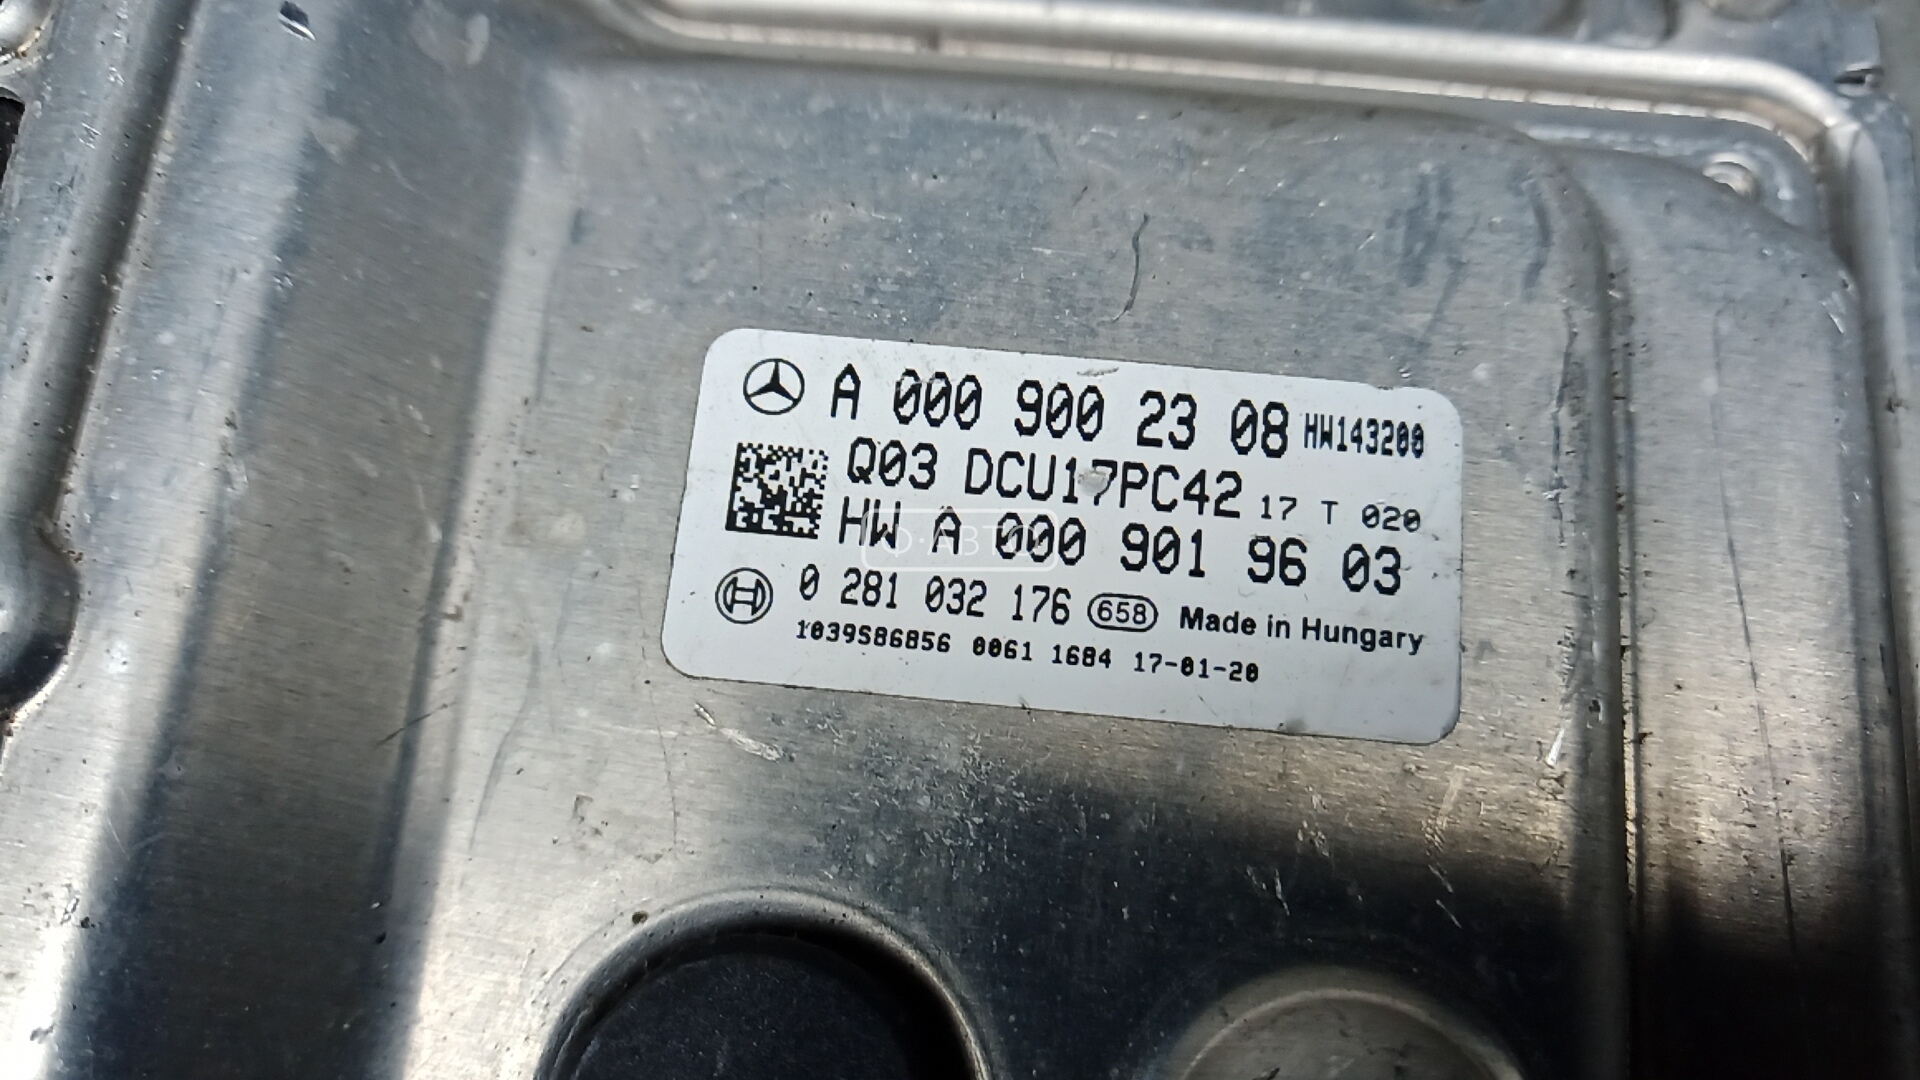 A 000 900 23 08 HW143200
Q03 DCU17PC42 17 T 020
HW A 000 901 96 03
Ф·АВТО
0 281 032 176 658 Made in Hungary
1039S86856 0061 1684 17-01-20